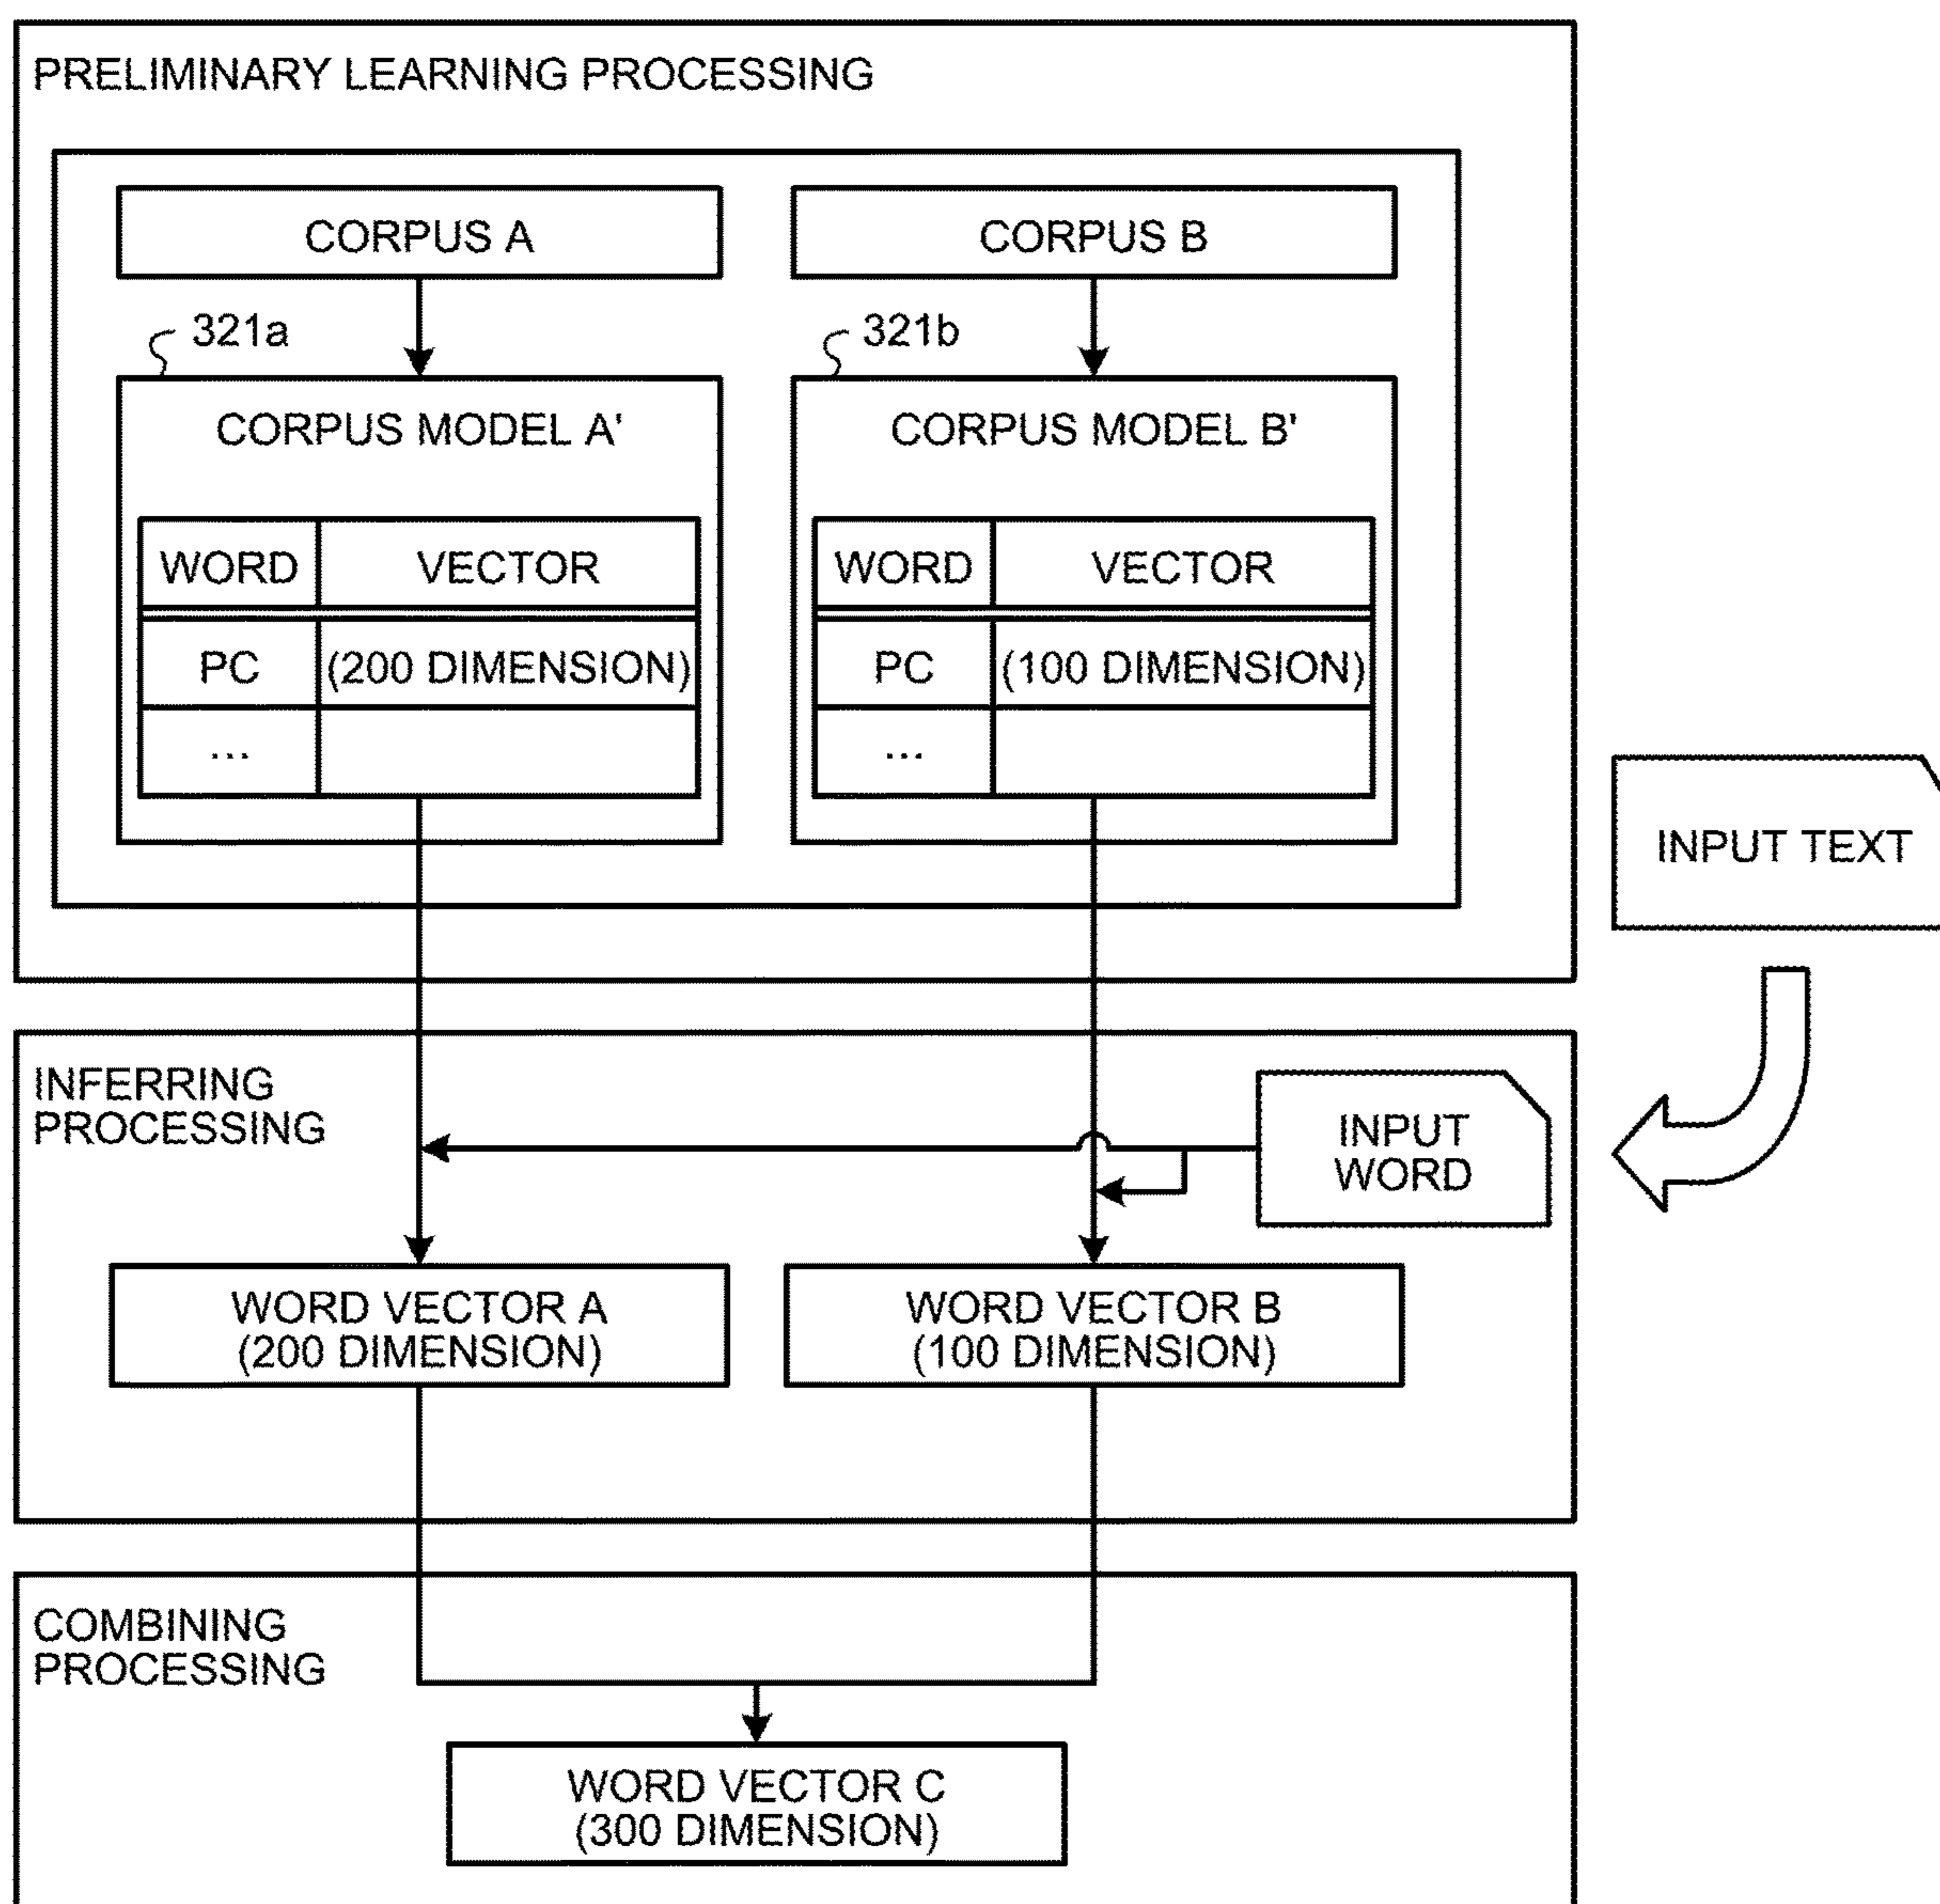 PRELIMINARY LEARNING PROCESSING
CORPUS A
CORPUS B
321a
321b
CORPUS MODEL A'
CORPUS MODEL B'
WORD VECTOR
PC (200 DIMENSION)
...
WORD VECTOR
PC (100 DIMENSION)
...
INPUT TEXT
INFERRING
PROCESSING
INPUT
WORD
WORD VECTOR A
(200 DIMENSION)
WORD VECTOR B
(100 DIMENSION)
COMBINING
PROCESSING
WORD VECTOR C
(300 DIMENSION)